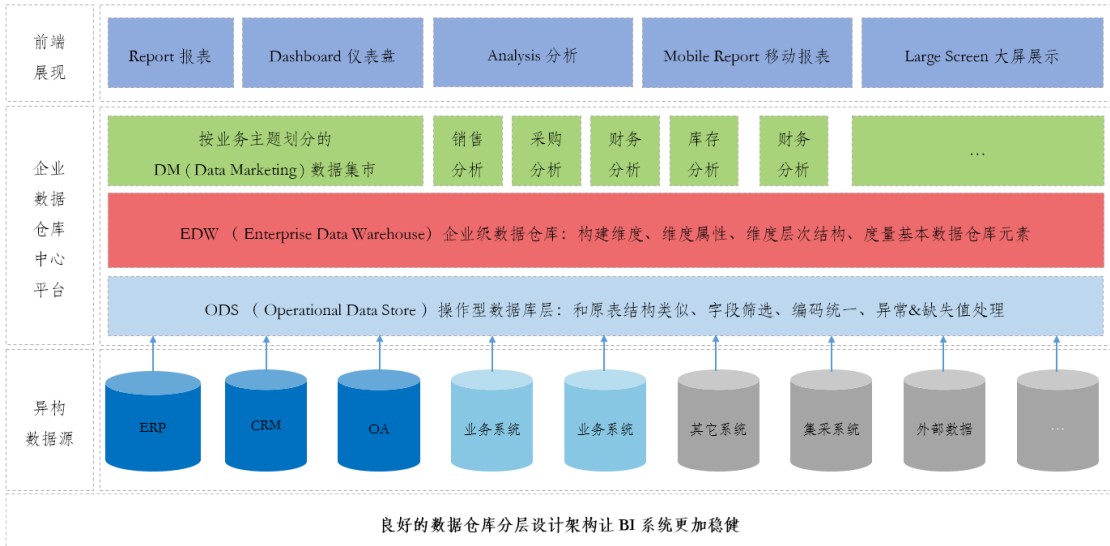 前端
展现
Report 报表
Dashboard 仪表盘
Analysis 分析
Mobile Report 移动报表
Large Screen 大屏展示
企业
数据
仓库
中心
平台
按业务主题划分的
DM ( Data Marketing ) 数据集市
销售
分析
采购
分析
财务
分析
库存
分析
财务
分析
…
EDW （ Enterprise Data Warehouse）企业级数据仓库：构建维度、维度属性、维度层次结构、度量基本数据仓库元素
ODS （ Operational Data Store ）操作型数据库层：和原表结构类似、字段筛选、编码统一、异常&缺失值处理
异构
数据源
ERP
CRM
OA
业务系统
业务系统
其它系统
集采系统
外部数据
…
良好的数据仓库分层设计架构让 BI 系统更加稳健